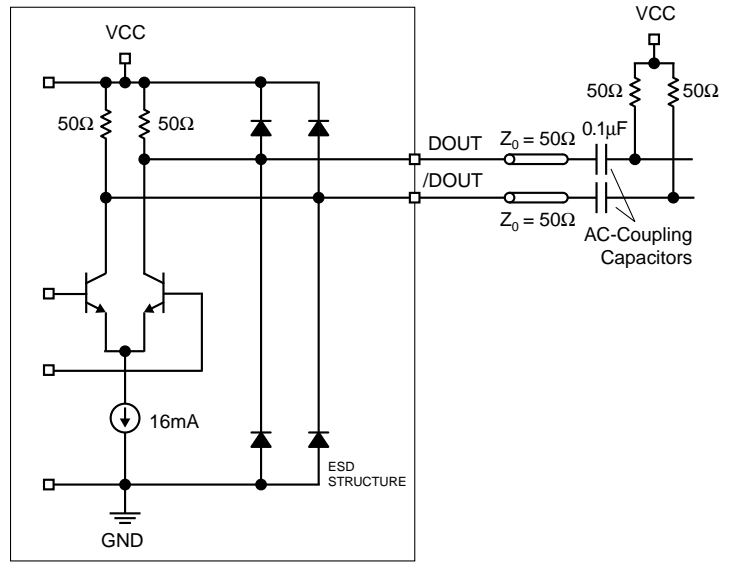 VCC
VCC
50Ω
50Ω
50Ω
50Ω
0.1µF
DOUT
Z0 = 50Ω
/DOUT
Z0 = 50Ω
AC-Coupling
Capacitors
16mA
ESD
STRUCTURE
GND